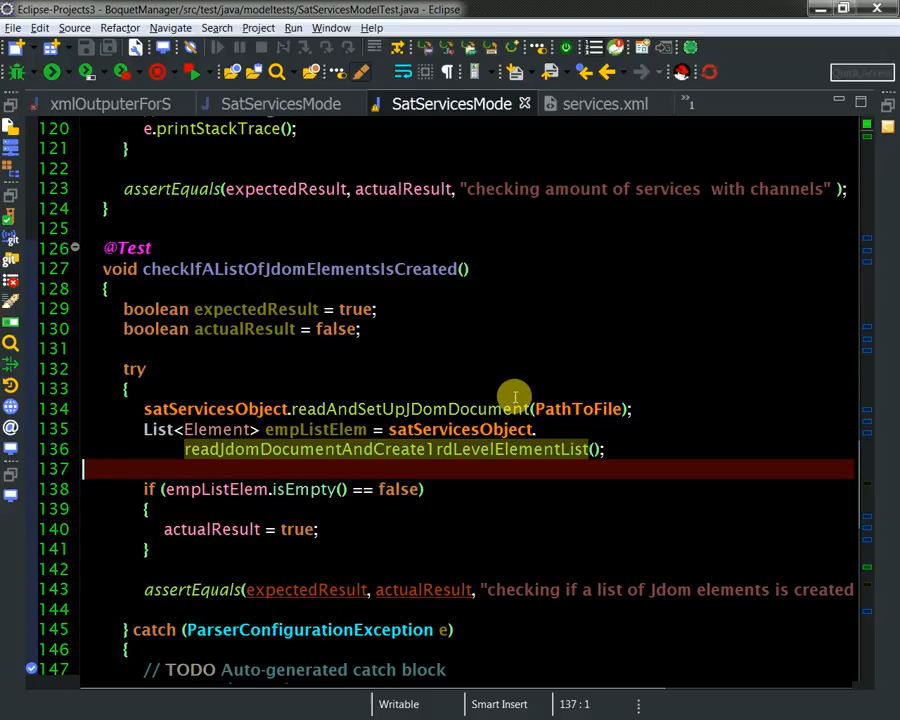 Eclipse-Projects3 - BoquetManager/src/test/java/modeltests/SatServicesModelTest.java - Eclipse
File Edit Source Refactor Navigate Search Project Run Window Help
Quick Access
xmlOutputerForS SatServicesMode SatServicesMode services.xml »1
120 e.printStackTrace();
121 }
122
123 assertEquals(expectedResult, actualResult, "checking amount of services  with channels" );
124 }
125
126 @Test
127 void checkIfAListOfJdomElementsIsCreated()
128 {
129 boolean expectedResult = true;
130 boolean actualResult = false;
131
132 try
133 {
134 satServicesObject.readAndSetUpJDomDocument(PathToFile);
135 List<Element> empListElem = satServicesObject.
136 readJdomDocumentAndCreate1rdLevelElementList();
137
138 if (empListElem.isEmpty() == false)
139 {
140 actualResult = true;
141 }
142
143 assertEquals(expectedResult, actualResult, "checking if a list of Jdom elements is created
144
145 } catch (ParserConfigurationException e)
146 {
147 // TODO Auto-generated catch block
Writable Smart Insert 137 : 1